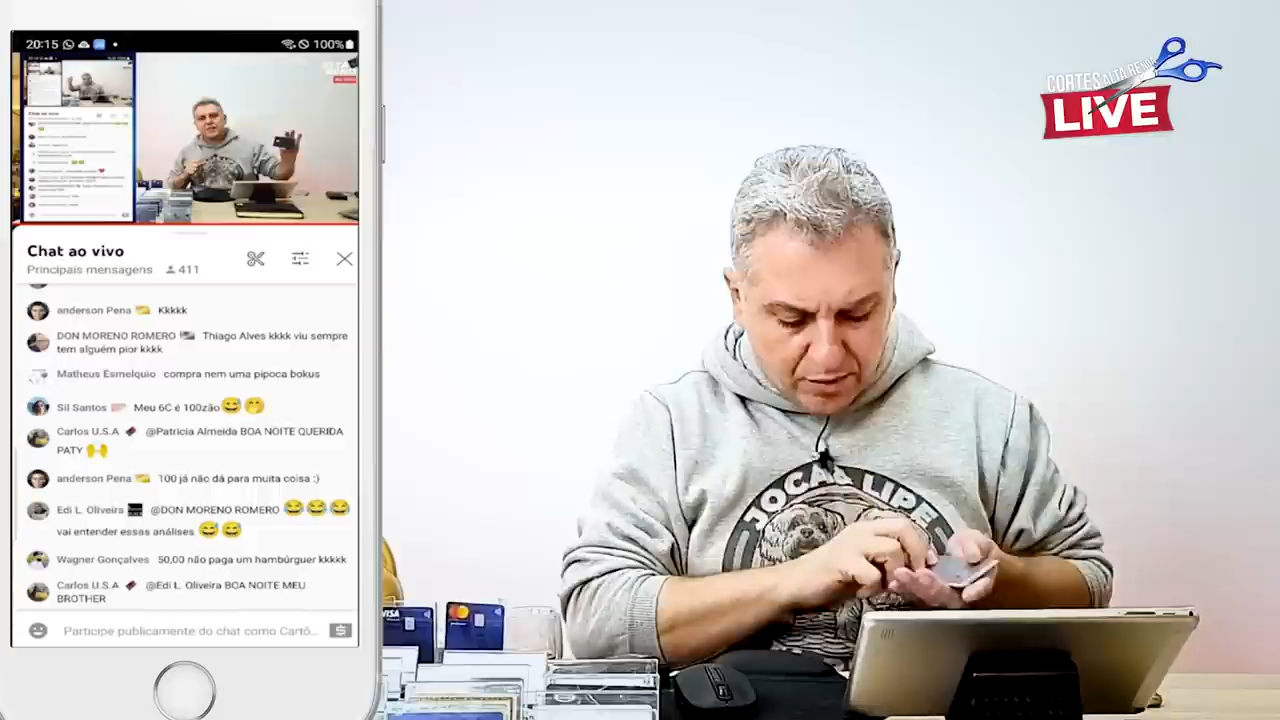 20:15
100%
Chat ao vivo
Principais mensagens 411
anderson Pena Kkkkk
DON MORENO ROMERO Thiago Alves kkkk viu sempre
tem alguém pior kkkk
Matheus Esmelquio compra nem uma pipoca bokus
Sil Santos Meu 6C é 100zão😅🤭
Carlos U.S.A @Patricia Almeida BOA NOITE QUERIDA
PATY 🙌
anderson Pena 100 já não dá para muita coisa :)
Edi L. Oliveira @DON MORENO ROMERO 😂😂😂
vai entender essas análises 😅😅
Wagner Gonçalves 50,00 não paga um hambúrguer kkkkk
Carlos U.S.A @Edi L. Oliveira BOA NOITE MEU
BROTHER
Participe publicamente do chat como Cartõ...
CORTES ALTA RENDA
LIVE
TOCA LIPE
VISA